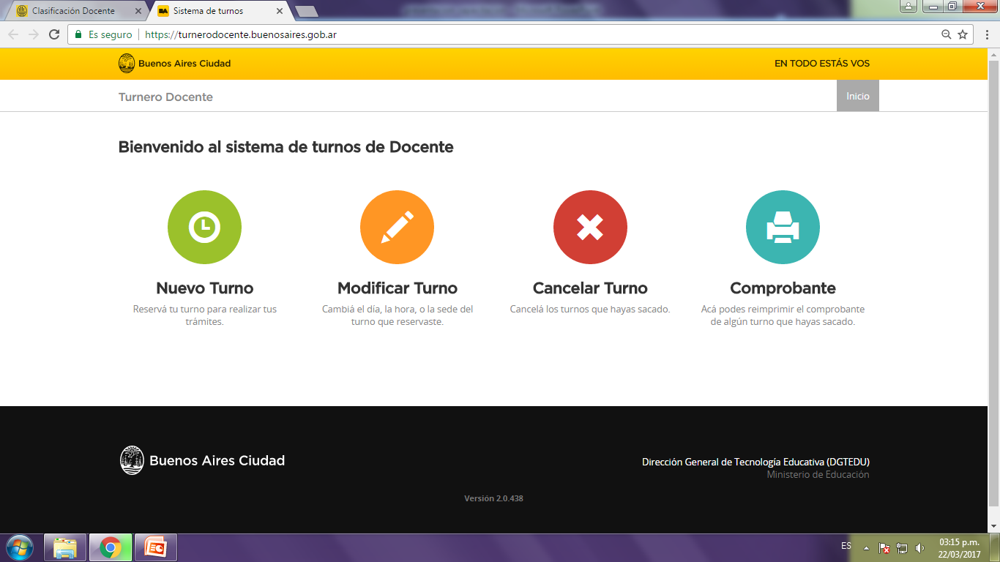 Clasificación Docente
Sistema de turnos
Es seguro
https://turnerodocente.buenosaires.gob.ar
Buenos Aires Ciudad
EN TODO ESTÁS VOS
Turnero Docente
Inicio
Bienvenido al sistema de turnos de Docente
Nuevo Turno
Reservá tu turno para realizar tus
trámites.
Modificar Turno
Cambiá el día, la hora, o la sede del
turno que reservaste.
Cancelar Turno
Cancelá los turnos que hayas sacado.
Comprobante
Acá podes reimprimir el comprobante
de algún turno que hayas sacado.
Buenos Aires Ciudad
Dirección General de Tecnología Educativa (DGTEDU)
Ministerio de Educación
Versión 2.0.438
ES
03:15 p.m.
22/03/2017